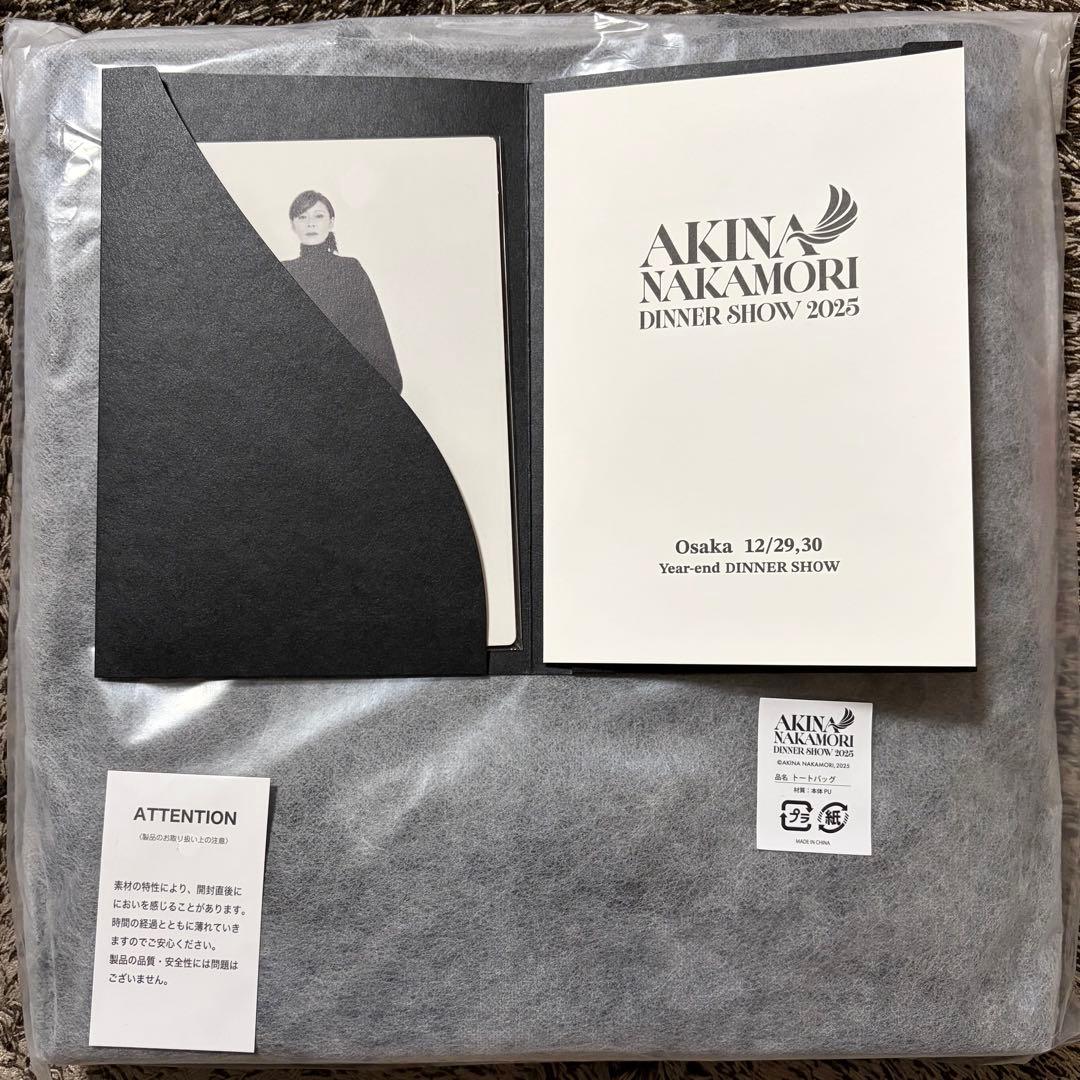 AKINA
NAKAMORI
DINNER SHOW 2025
Osaka 12/29,30
Year-end DINNER SHOW
AKINA
NAKAMORI
DINNER SHOW 2025
©AKINA NAKAMORI, 2025
品名 トートバッグ
材質：本体 PU
プラ 紙
MADE IN CHINA
ATTENTION
〈製品のお取り扱い上の注意〉
素材の特性により、開封直後に
においを感じることがあります。
時間の経過とともに薄れていき
ますのでご安心ください。
製品の品質・安全性には問題は
ございません。